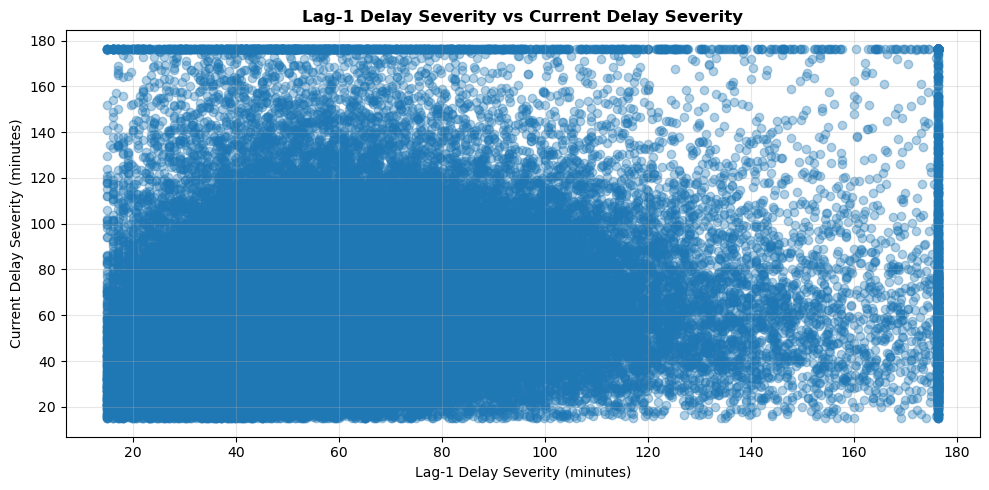 Lag-1 Delay Severity vs Current Delay Severity
180
160
140
120
100
80
60
40
20
Current Delay Severity (minutes)
20 40 60 80 100 120 140 160 180
Lag-1 Delay Severity (minutes)